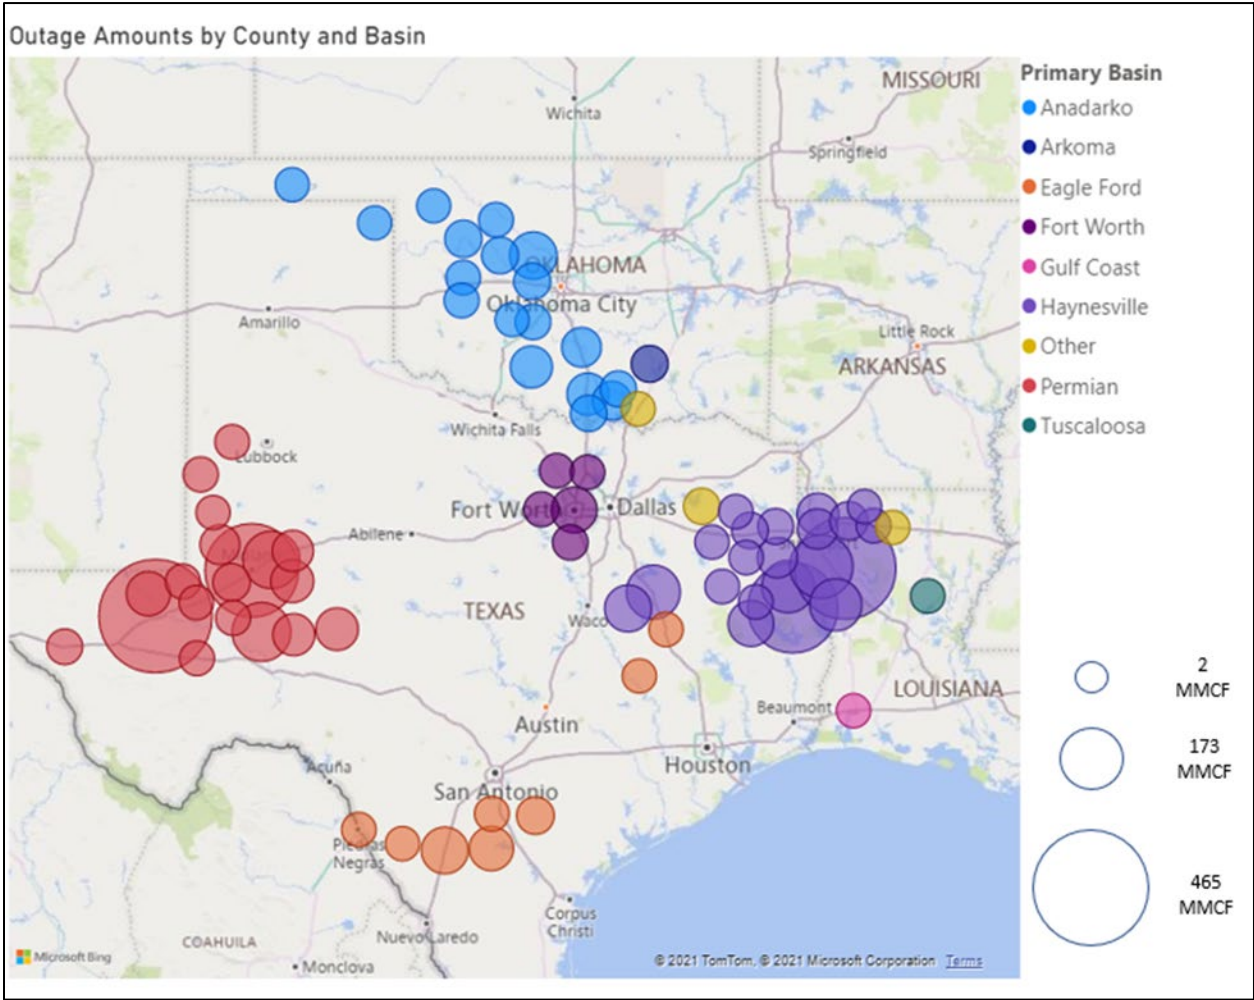 Outage Amounts by County and Basin
Primary Basin
Anadarko
Arkoma
Eagle Ford
Fort Worth
Gulf Coast
Haynesville
Other
Permian
Tuscaloosa
MISSOURI
Wichita
Springfield
OKLAHOMA
Oklahoma City
Amarillo
Little Rock
ARKANSAS
Wichita Falls
Lubbock
Fort Worth
Dallas
Abilene
TEXAS
Waco
LOUISIANA
Beaumont
Austin
Houston
Acuña
San Antonio
Piedras
Negras
Corpus
Christi
Nuevo Laredo
COAHUILA
Monclova
2
MMCF
173
MMCF
465
MMCF
Microsoft Bing
© 2021 TomTom, © 2021 Microsoft Corporation Terms